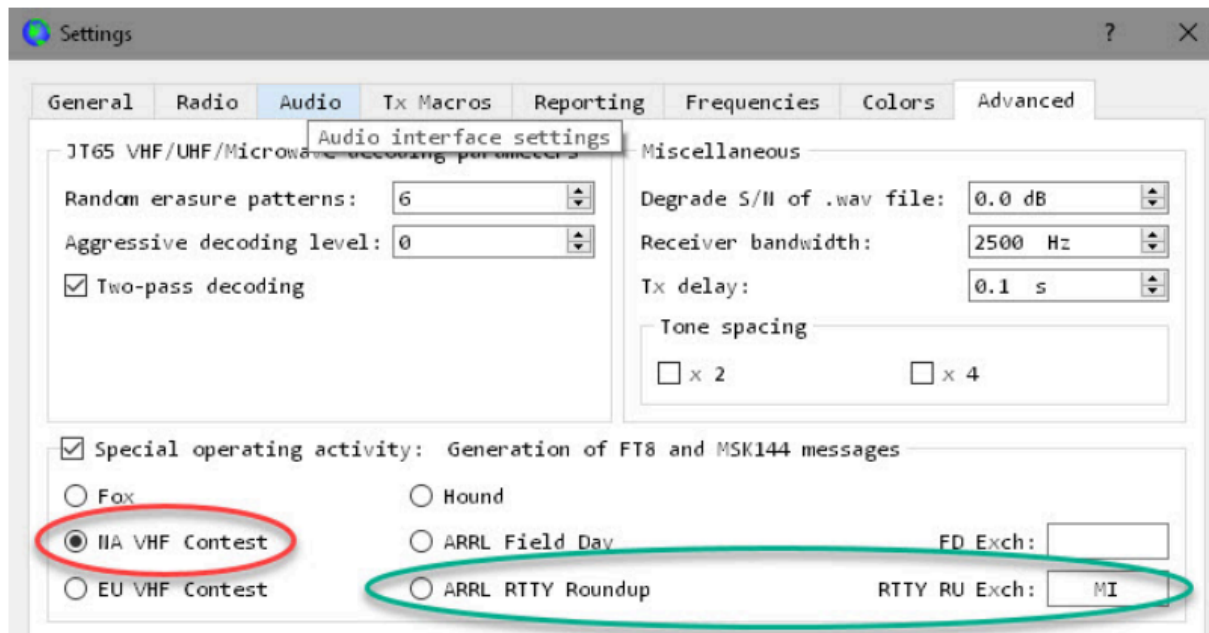 Settings
General Radio Audio Tx Macros Reporting Frequencies Colors Advanced
Audio interface settings
JT65 VHF/UHF/Microwave decoding parameters
Random erasure patterns: 6
Aggressive decoding level: 0
Two-pass decoding
Miscellaneous
Degrade S/N of .wav file: 0.0 dB
Receiver bandwidth: 2500 Hz
Tx delay: 0.1 s
Tone spacing
x 2 x 4
Special operating activity: Generation of FT8 and MSK144 messages
Fox Hound
NA VHF Contest ARRL Field Day FD Exch:
EU VHF Contest ARRL RTTY Roundup RTTY RU Exch: MI